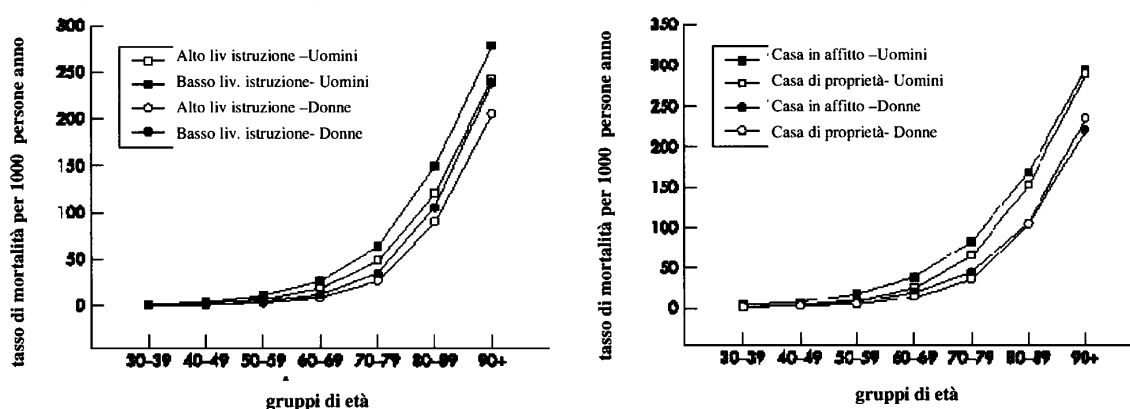 tasso di mortalità per 1000 persone anno
300
250
200
150
100
50
0
Alto liv istruzione –Uomini
Basso liv. istruzione- Uomini
Alto liv istruzione –Donne
Basso liv. istruzione- Donne
30-39 40-49 50-59 60-69 70-79 80-89 90+
gruppi di età
tasso di mortalità per 1000 persone anno
350
300
250
200
150
100
50
0
Casa in affitto –Uomini
Casa di proprietà- Uomini
Casa in affitto –Donne
Casa di proprietà- Donne
30-39 40-49 50-59 60-69 70-79 80-89 90+
gruppi di età